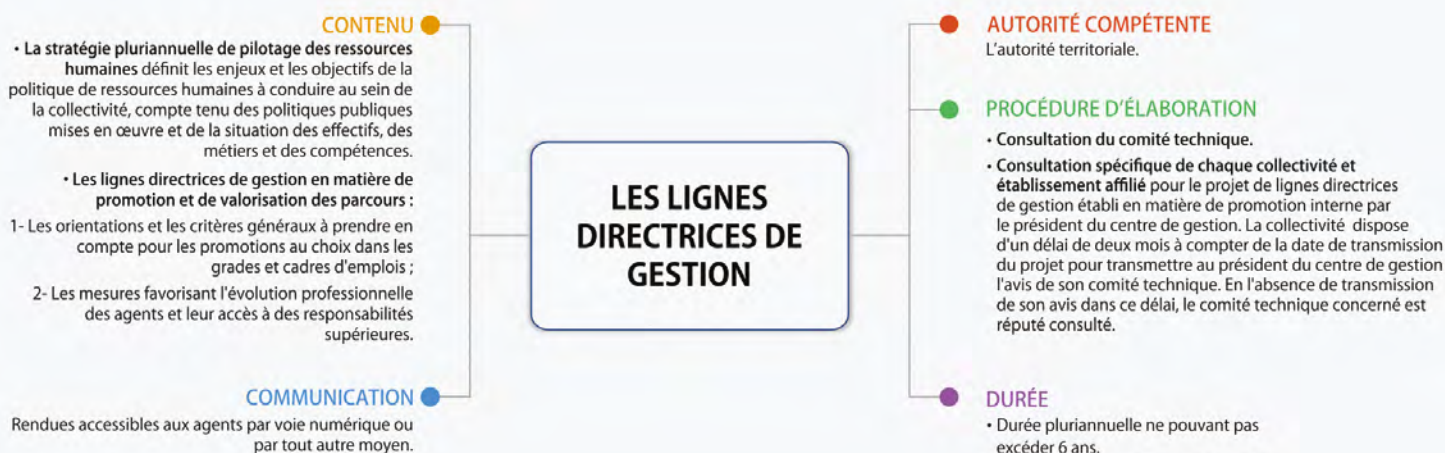 CONTENU
• La stratégie pluriannuelle de pilotage des ressources
humaines définit les enjeux et les objectifs de la
politique de ressources humaines à conduire au sein de
la collectivité, compte tenu des politiques publiques
mises en œuvre et de la situation des effectifs, des
métiers et des compétences.
• Les lignes directrices de gestion en matière de
promotion et de valorisation des parcours :
1- Les orientations et les critères généraux à prendre en
compte pour les promotions au choix dans les
grades et cadres d'emplois ;
2- Les mesures favorisant l'évolution professionnelle
des agents et leur accès à des responsabilités
supérieures.
COMMUNICATION
Rendues accessibles aux agents par voie numérique ou
par tout autre moyen.
LES LIGNES
DIRECTRICES DE
GESTION
AUTORITÉ COMPÉTENTE
L'autorité territoriale.
PROCÉDURE D'ÉLABORATION
• Consultation du comité technique.
• Consultation spécifique de chaque collectivité et
établissement affilié pour le projet de lignes directrices
de gestion établi en matière de promotion interne par
le président du centre de gestion. La collectivité dispose
d'un délai de deux mois à compter de la date de transmission
du projet pour transmettre au président du centre de gestion
l'avis de son comité technique. En l'absence de transmission
de son avis dans ce délai, le comité technique concerné est
réputé consulté.
DURÉE
• Durée pluriannuelle ne pouvant pas
excéder 6 ans.